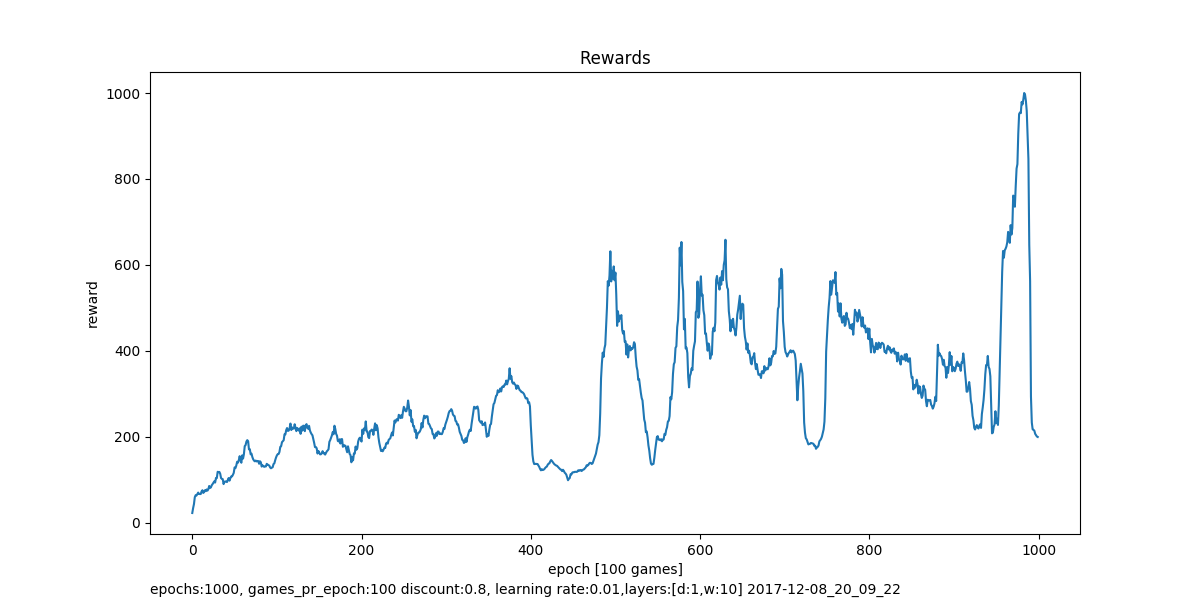 Rewards
1000
800
600
400
200
0
reward
0 200 400 600 800 1000
epoch [100 games]
epochs:1000, games_pr_epoch:100 discount:0.8, learning rate:0.01,layers:[d:1,w:10] 2017-12-08_20_09_22